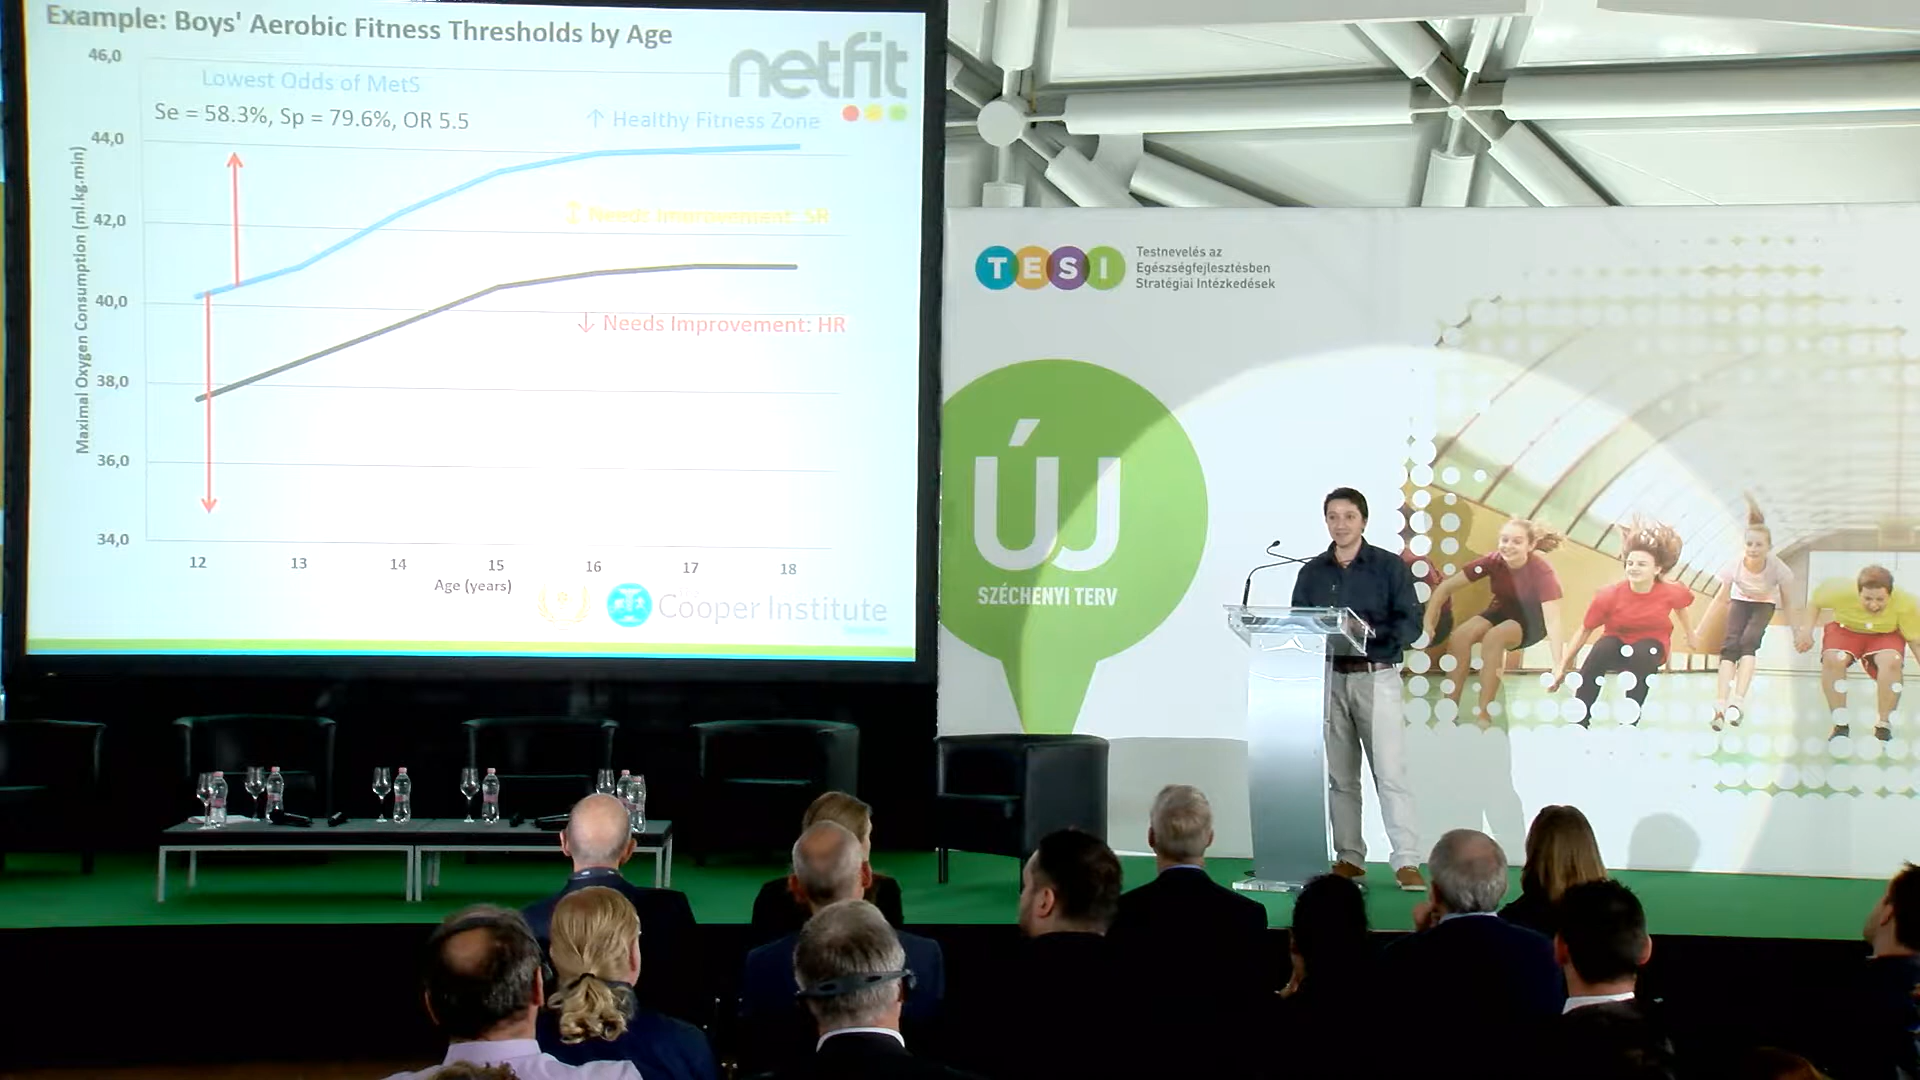 Example: Boys' Aerobic Fitness Thresholds by Age
netfit
46,0
Lowest Odds of MetS
Se = 58.3%, Sp = 79.6%, OR 5.5
↑ Healthy Fitness Zone
44,0
Maximal Oxygen Consumption (ml.kg.min)
42,0
↕ Needs Improvement: SR
40,0
↓ Needs Improvement: HR
38,0
36,0
34,0
12 13 14 15 16 17 18
Age (years)
Cooper Institute
TESI
Testnevelés az
Egészségfejlesztésben
Stratégiai Intézkedések
ÚJ
SZÉCHENYI TERV